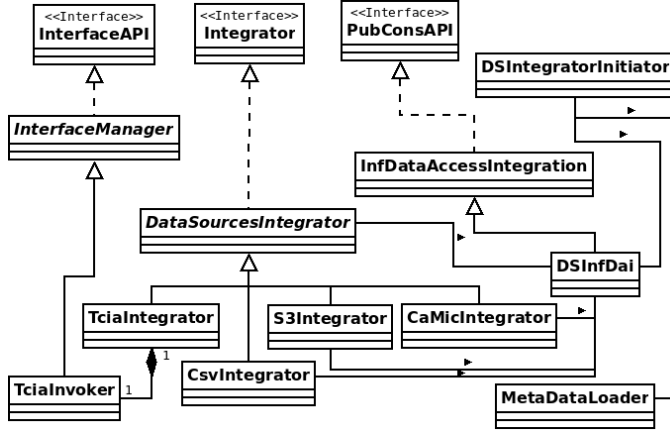 <<Interface>>
InterfaceAPI
<<Interface>>
Integrator
<<Interface>>
PubConsAPI
DSIntegratorInitiator
InterfaceManager
InfDataAccessIntegration
DataSourcesIntegrator
DSInfDai
TciaIntegrator
S3Integrator
CaMicIntegrator
1
CsvIntegrator
TciaInvoker
1
MetaDataLoader